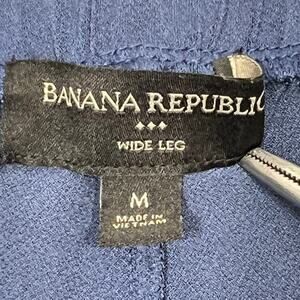 BANANA REPUBLIC
WIDE LEG
M
MADE IN
VIETNAM